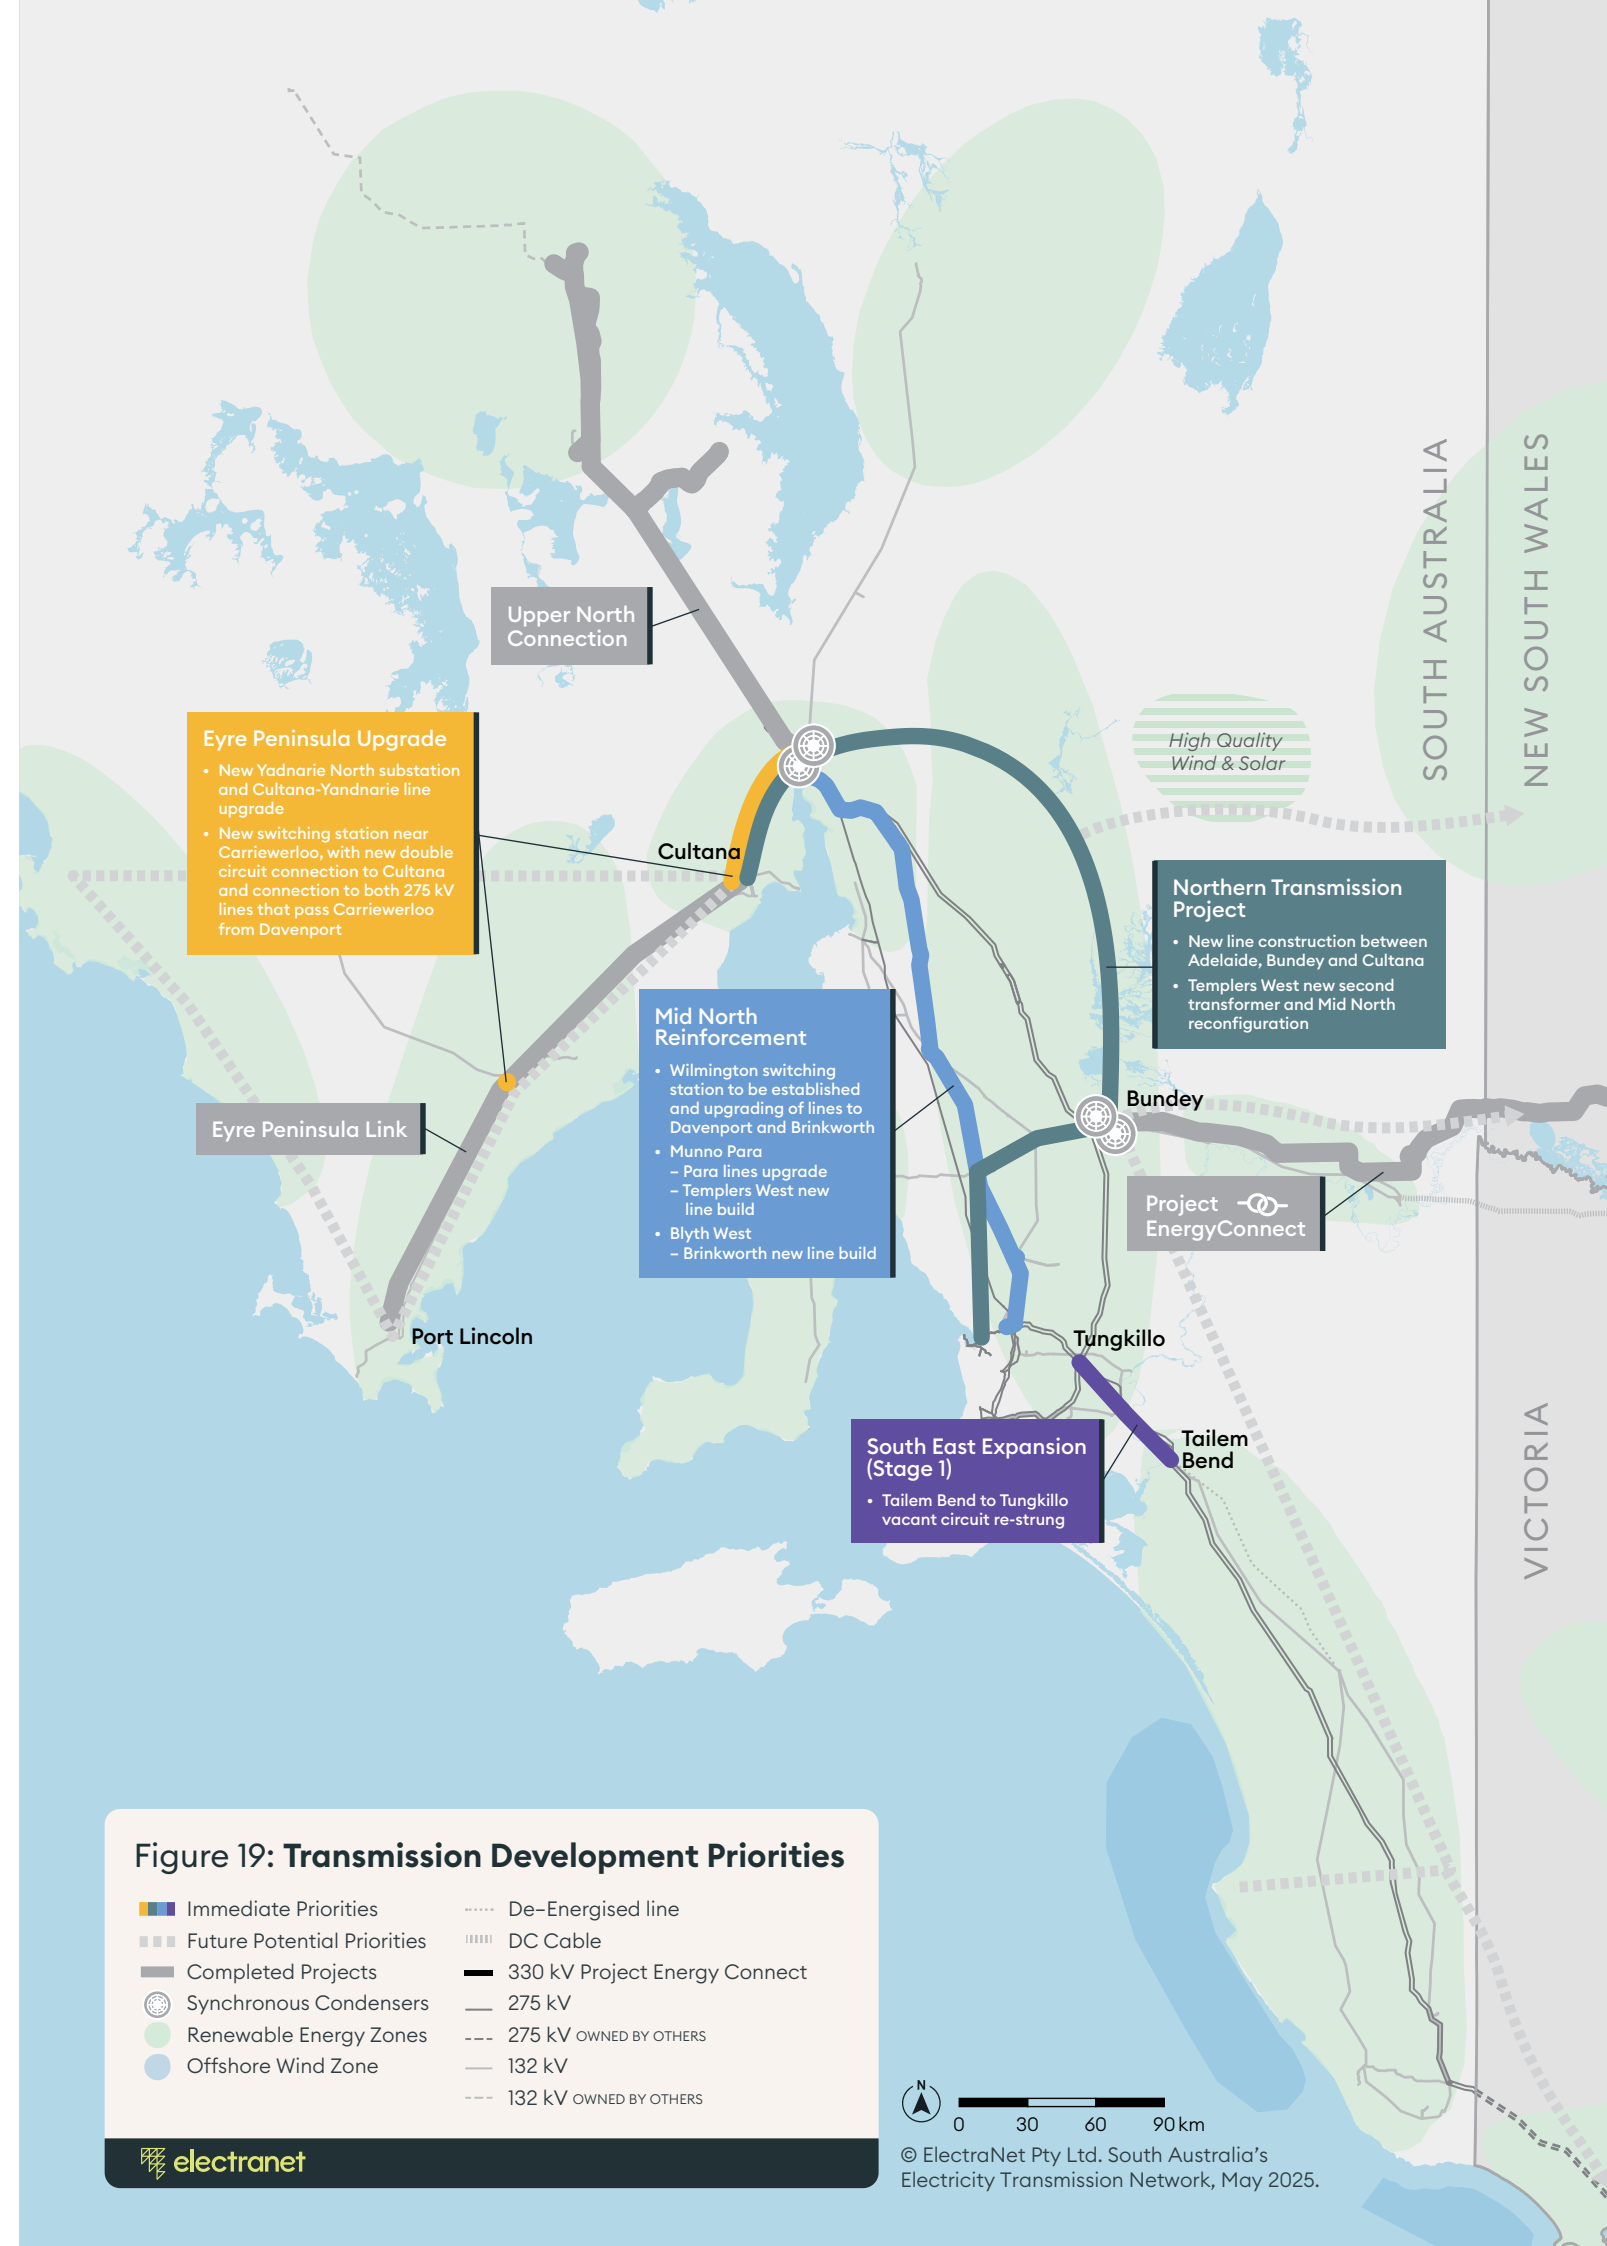 SOUTH AUSTRALIA
NEW SOUTH WALES
Upper North
Connection
Eyre Peninsula Upgrade
• New Yadnarie North substation
and Cultana-Yandnarie line
upgrade
• New switching station near
Carriewerloo, with new double
circuit connection to Cultana
and connection to both 275 kV
lines that pass Carriewerloo
from Davenport
High Quality
Wind & Solar
Cultana
Northern Transmission
Project
• New line construction between
Adelaide, Bundey and Cultana
• Templers West new second
transformer and Mid North
reconfiguration
Mid North
Reinforcement
• Wilmington switching
station to be established
and upgrading of lines to
Davenport and Brinkworth
• Munno Para
– Para lines upgrade
– Templers West new
line build
• Blyth West
– Brinkworth new line build
Bundey
Eyre Peninsula Link
Project
EnergyConnect
Port Lincoln
Tungkillo
Tailem
Bend
South East Expansion
(Stage 1)
• Tailem Bend to Tungkillo
vacant circuit re-strung
VICTORIA
Figure 19: Transmission Development Priorities
Immediate Priorities
Future Potential Priorities
Completed Projects
Synchronous Condensers
Renewable Energy Zones
Offshore Wind Zone
De-Energised line
DC Cable
330 kV Project Energy Connect
275 kV
275 kV OWNED BY OTHERS
132 kV
132 kV OWNED BY OTHERS
electranet
N
0 30 60 90 km
© ElectraNet Pty Ltd. South Australia's
Electricity Transmission Network, May 2025.